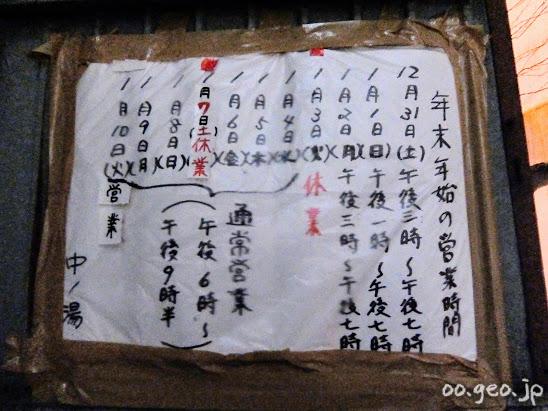 年末年始の営業時間
12月31日(土)午後三時~午後七時
1月1日(日)午後一時~午後七時
1月2日(月)午後三時~午後七時
1月3日(火)休業
1月4日(水)
1月5日(木)
1月6日(金)
1月7日(土)休業
1月8日(日)
1月9日(月)
1月10日(火)営業
通常営業
(午後6時~
午後9時半)
中ノ湯
oo.geo.jp